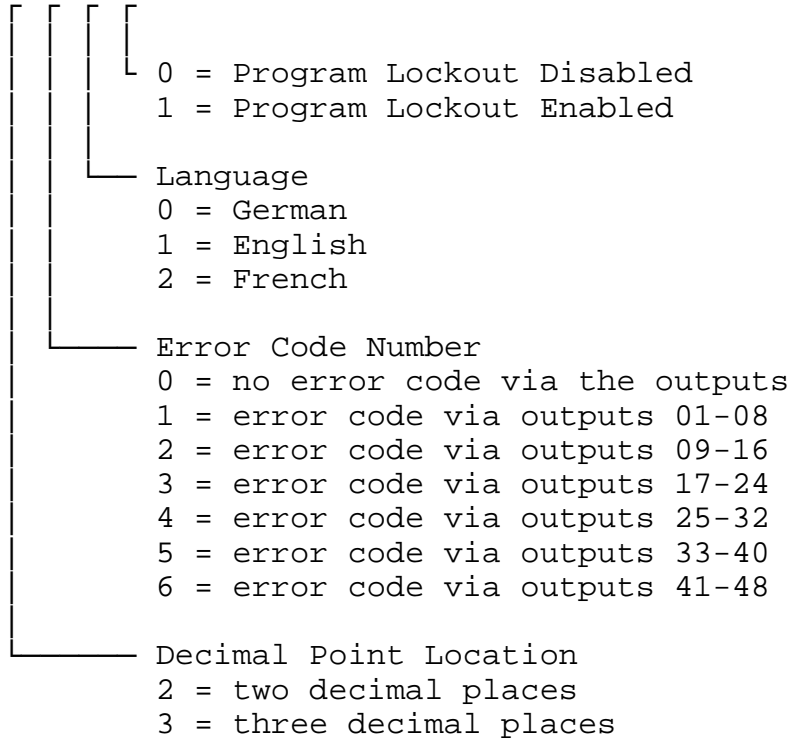 0 = Program Lockout Disabled
1 = Program Lockout Enabled
Language
0 = German
1 = English
2 = French
Error Code Number
0 = no error code via the outputs
1 = error code via outputs 01-08
2 = error code via outputs 09-16
3 = error code via outputs 17-24
4 = error code via outputs 25-32
5 = error code via outputs 33-40
6 = error code via outputs 41-48
Decimal Point Location
2 = two decimal places
3 = three decimal places